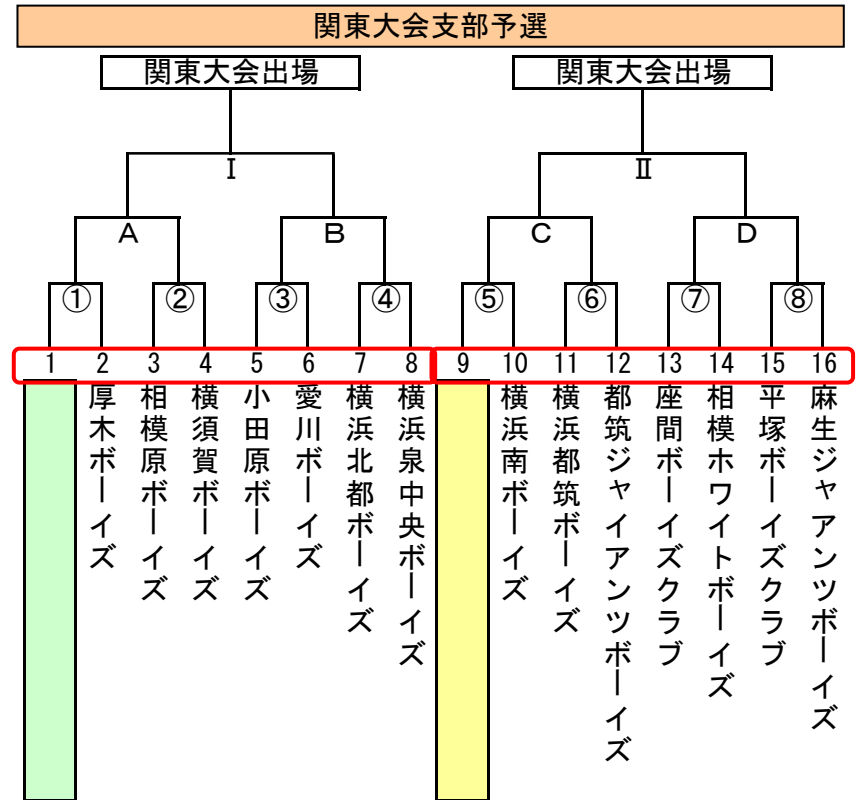 関東大会支部予選
関東大会出場
関東大会出場
Ⅰ
Ⅱ
A
B
C
D
①
②
③
④
⑤
⑥
⑦
⑧
1 2 3 4 5 6 7 8 9 10 11 12 13 14 15 16
厚木ボーイズ
相模原ボーイズ
横須賀ボーイズ
小田原ボーイズ
愛川ボーイズ
横浜北都ボーイズ
横浜泉中央ボーイズ
横浜南ボーイズ
横浜都筑ボーイズ
都筑ジャイアンツボーイズ
座間ボーイズクラブ
相模ホワイトボーイズ
平塚ボーイズクラブ
麻生ジャアンツボーイズ